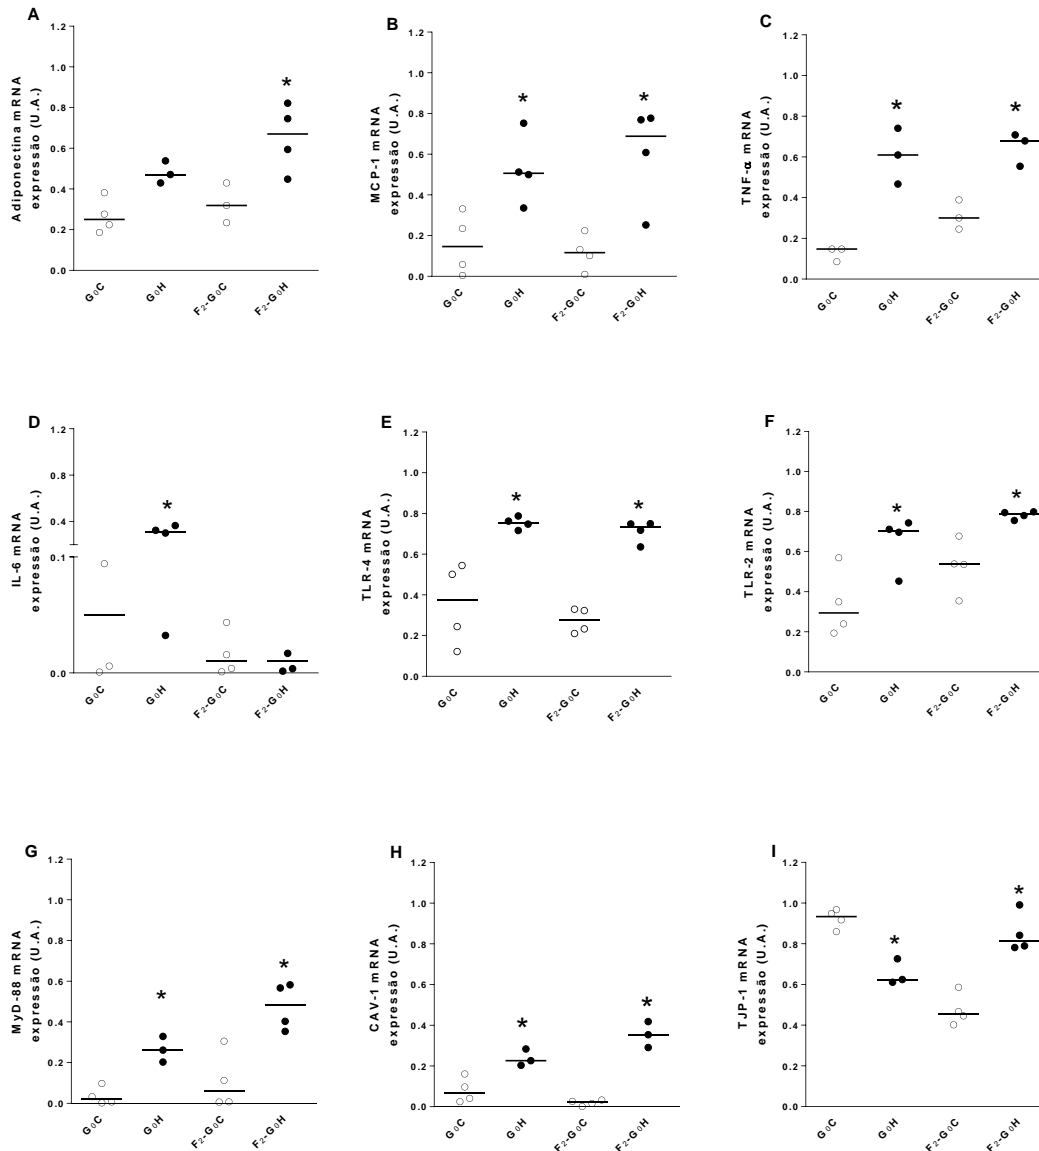 A
Adiponectina mRNA
expressão (U.A.)
1.2
1.0
0.8
0.6
0.4
0.2
0.0
*
G₀C
G₀H
F₂-G₀C
F₂-G₀H
B
MCP-1 mRNA
expressão (U.A.)
1.2
1.0
0.8
0.6
0.4
0.2
0.0
*
*
G₀C
G₀H
F₂-G₀C
F₂-G₀H
C
TNF-α mRNA
expressão (U.A.)
1.2
1.0
0.8
0.6
0.4
0.2
0.0
*
*
G₀C
G₀H
F₂-G₀C
F₂-G₀H
D
IL-6 mRNA
expressão (U.A.)
1.2
0.8
0.4
0.1
0.0
*
G₀C
G₀H
F₂-G₀C
F₂-G₀H
E
TLR-4 mRNA
expressão (U.A.)
1.2
1.0
0.8
0.6
0.4
0.2
0.0
*
*
G₀C
G₀H
F₂-G₀C
F₂-G₀H
F
TLR-2 mRNA
expressão (U.A.)
1.2
1.0
0.8
0.6
0.4
0.2
0.0
*
*
G₀C
G₀H
F₂-G₀C
F₂-G₀H
G
MyD-88 mRNA
expressão (U.A.)
1.2
1.0
0.8
0.6
0.4
0.2
0.0
*
*
G₀C
G₀H
F₂-G₀C
F₂-G₀H
H
CAV-1 mRNA
expressão (U.A.)
1.2
1.0
0.8
0.6
0.4
0.2
0.0
*
*
G₀C
G₀H
F₂-G₀C
F₂-G₀H
I
TJP-1 mRNA
expressão (U.A.)
1.2
1.0
0.8
0.6
0.4
0.2
0.0
*
*
G₀C
G₀H
F₂-G₀C
F₂-G₀H